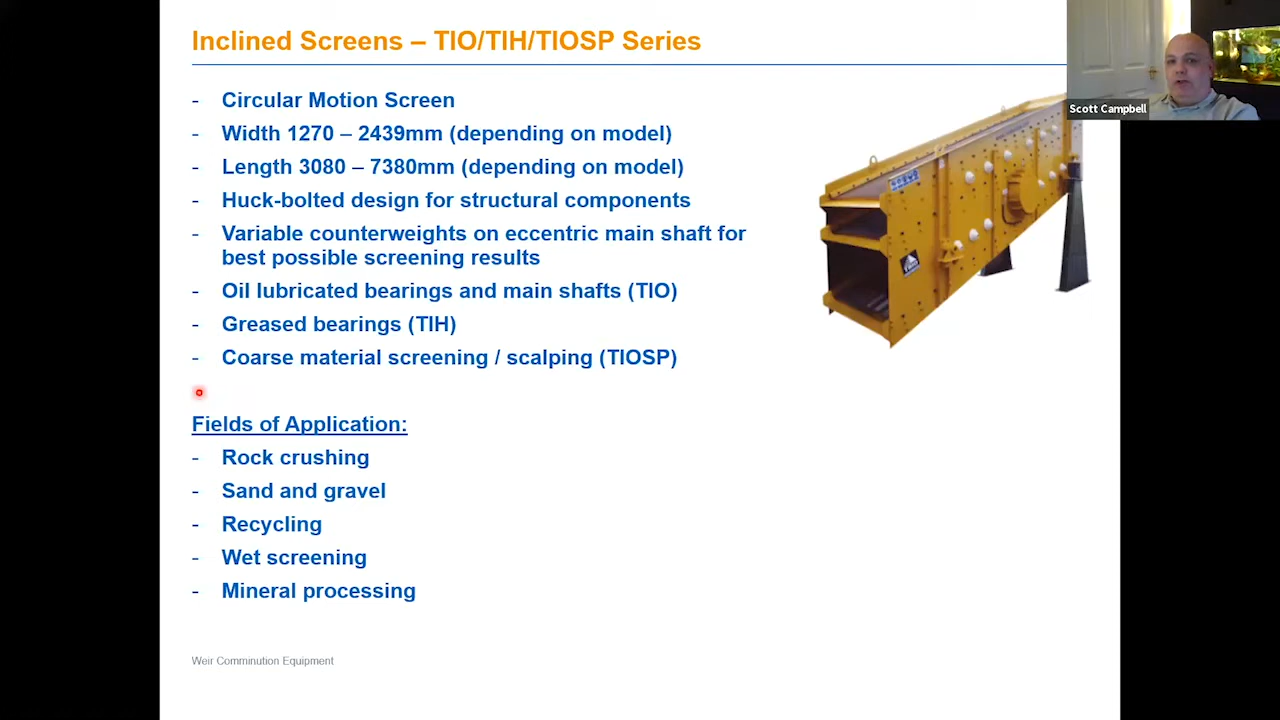 Inclined Screens – TIO/TIH/TIOSP Series
Scott Campbell
- Circular Motion Screen
- Width 1270 – 2439mm (depending on model)
- Length 3080 – 7380mm (depending on model)
- Huck-bolted design for structural components
- Variable counterweights on eccentric main shaft for
best possible screening results
- Oil lubricated bearings and main shafts (TIO)
- Greased bearings (TIH)
- Coarse material screening / scalping (TIOSP)
Fields of Application:
- Rock crushing
- Sand and gravel
- Recycling
- Wet screening
- Mineral processing
Weir Comminution Equipment